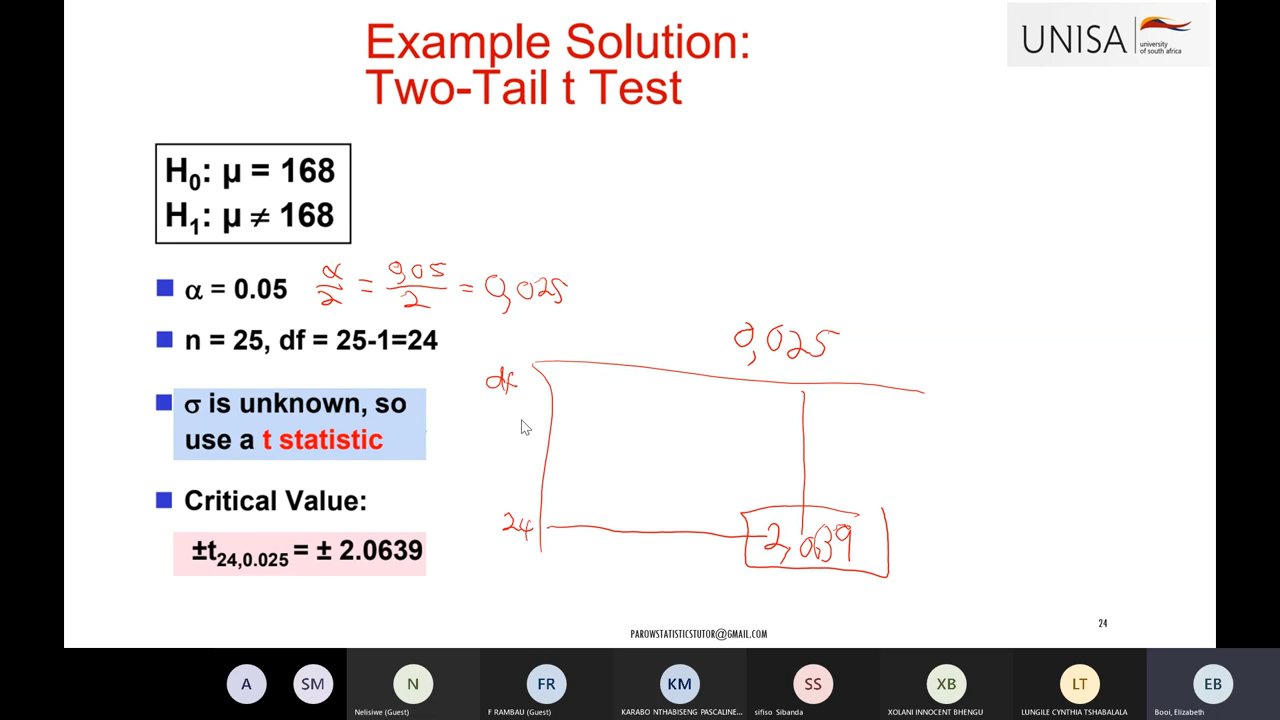 Example Solution:
Two-Tail t Test
UNISA
university
of south africa
H0: μ = 168
H1: μ ≠ 168
α = 0.05
α/2 = 0,05/2 = 0,025
n = 25, df = 25-1=24
0,025
df
σ is unknown, so
use a t statistic
Critical Value:
24
2,0639
±t24,0.025 = ± 2.0639
24
PAROWSTATISTICSTUTOR@GMAIL.COM
A
SM
N
FR
KM
SS
XB
LT
EB
Nelisiwe (Guest)
F RAMBAU (Guest)
KARABO NTHABISENG PASCALINE...
sifiso Sibanda
XOLANI INNOCENT BHENGU
LUNGILE CYNTHIA TSHABALALA
Booi, Elizabeth